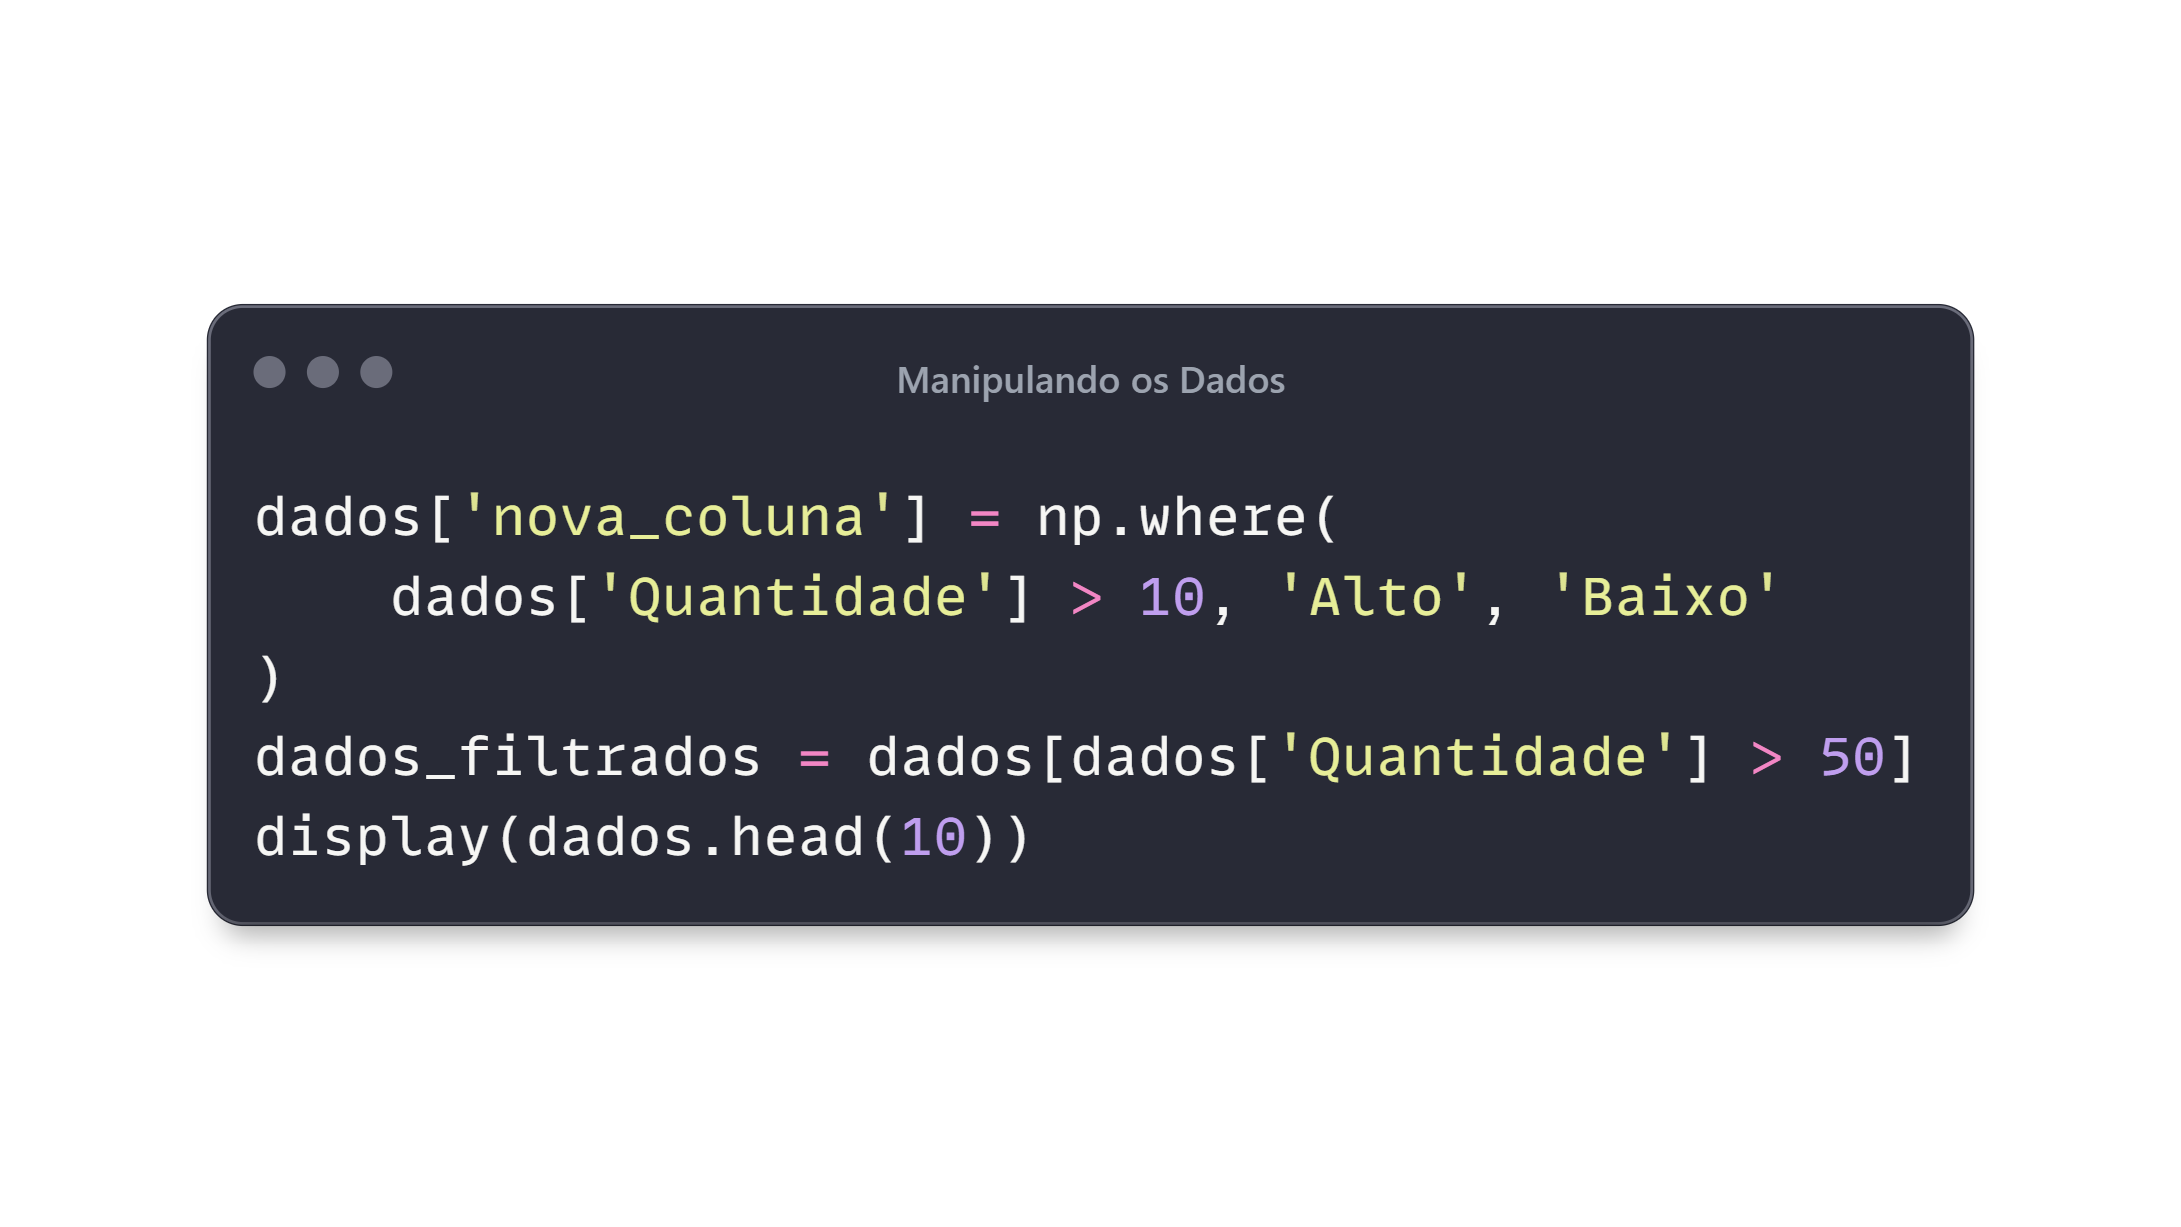 Manipulando os Dados
dados['nova_coluna'] = np.where(
    dados['Quantidade'] > 10, 'Alto', 'Baixo'
)
dados_filtrados = dados[dados['Quantidade'] > 50]
display(dados.head(10))